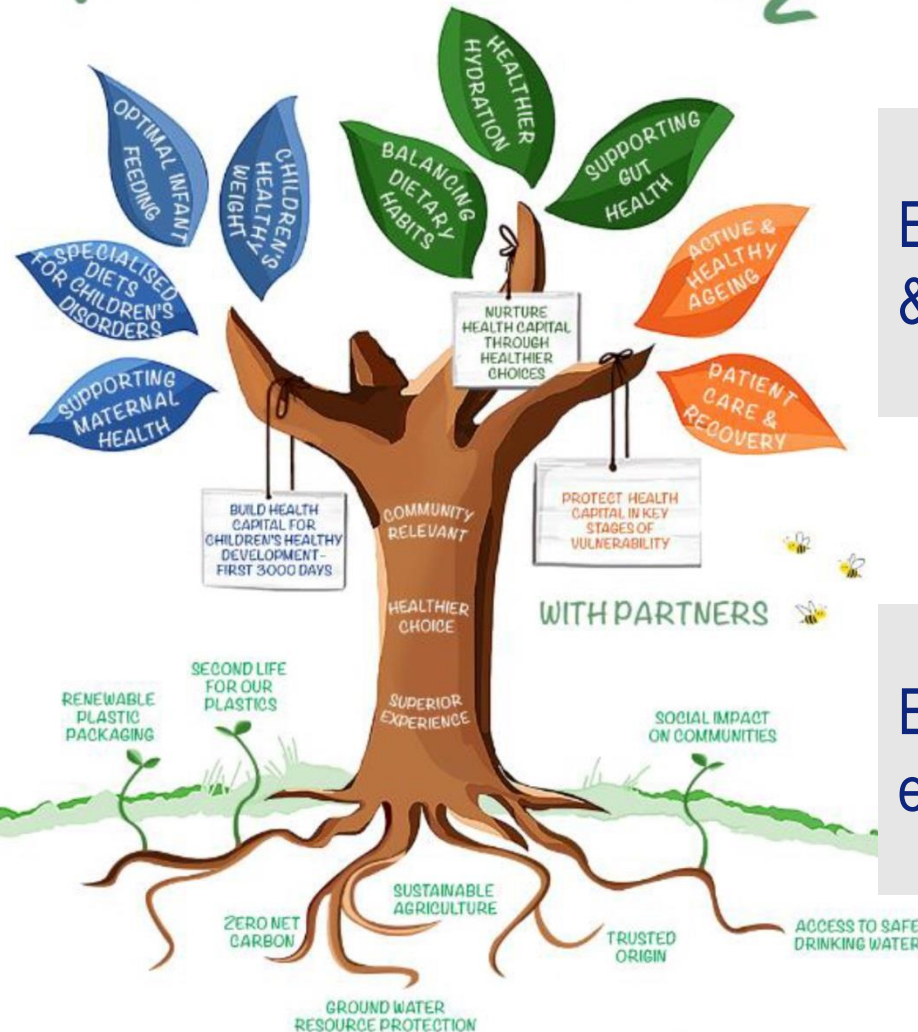 OPTIMAL INFANT
FEEDING
CHILDREN'S
HEALTHY
WEIGHT
SPECIALISED
DIETS
FOR CHILDREN'S
DISORDERS
SUPPORTING
MATERNAL
HEALTH
BALANCING
DIETARY
HABITS
HEALTHIER
HYDRATION
SUPPORTING
GUT
HEALTH
ACTIVE &
HEALTHY
AGEING
PATIENT
CARE &
RECOVERY
NURTURE
HEALTH CAPITAL
THROUGH
HEALTHIER
CHOICES
BUILD HEALTH
CAPITAL FOR
CHILDREN'S HEALTHY
DEVELOPMENT-
FIRST 3000 DAYS
PROTECT HEALTH
CAPITAL IN KEY
STAGES OF
VULNERABILITY
COMMUNITY
RELEVANT
HEALTHIER
CHOICE
SUPERIOR
EXPERIENCE
WITH PARTNERS
RENEWABLE
PLASTIC
PACKAGING
SECOND LIFE
FOR OUR
PLASTICS
SOCIAL IMPACT
ON COMMUNITIES
ZERO NET
CARBON
SUSTAINABLE
AGRICULTURE
TRUSTED
ORIGIN
ACCESS TO SAFE
DRINKING WATER
GROUND WATER
RESOURCE PROTECTION
&